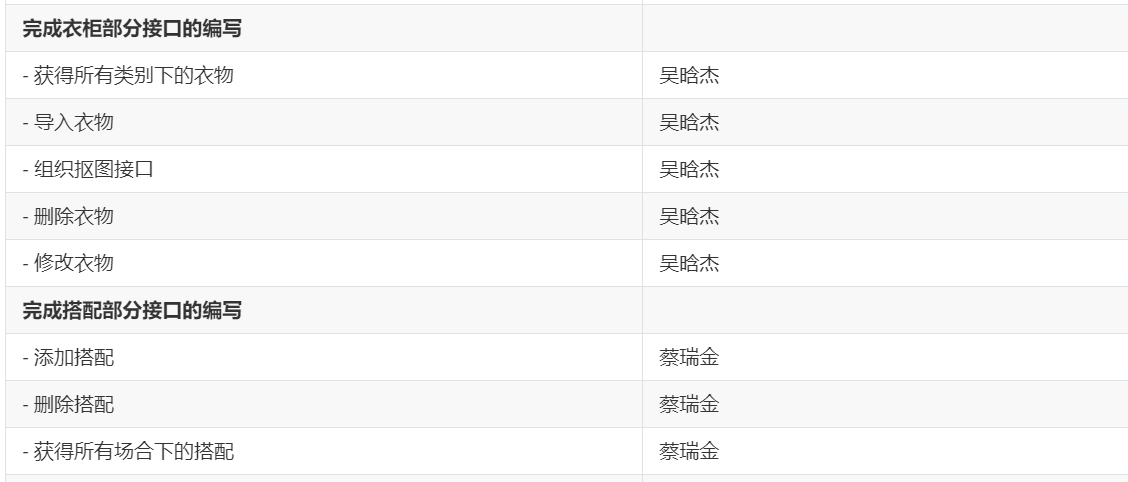 完成衣柜部分接口的编写
- 获得所有类别下的衣物 吴晗杰
- 导入衣物 吴晗杰
- 组织抠图接口 吴晗杰
- 删除衣物 吴晗杰
- 修改衣物 吴晗杰
完成搭配部分接口的编写
- 添加搭配 蔡瑞金
- 删除搭配 蔡瑞金
- 获得所有场合下的搭配 蔡瑞金